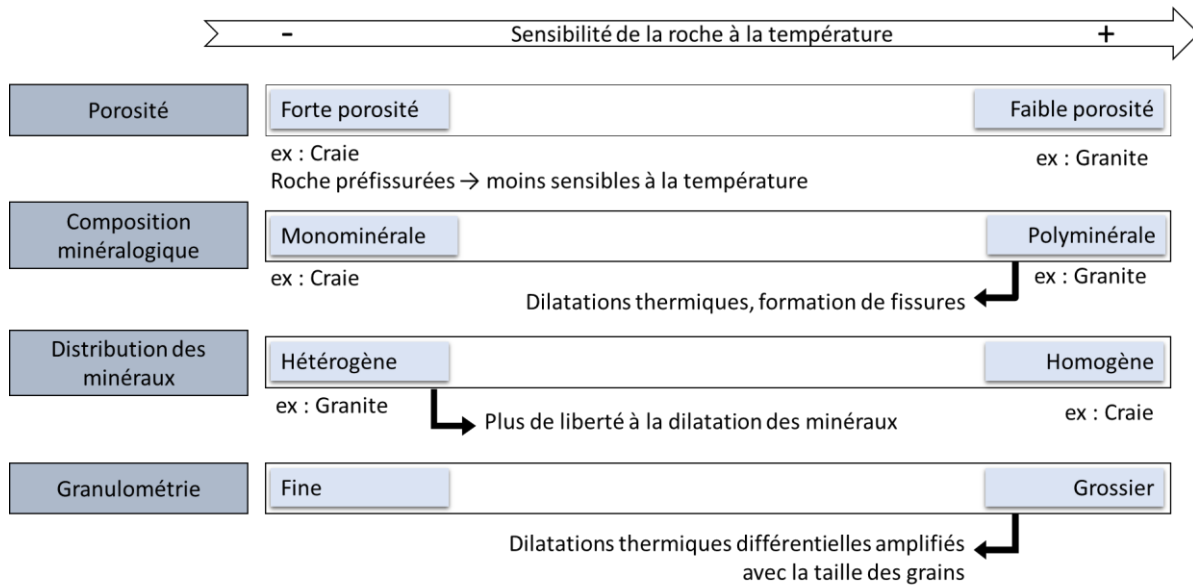 - Sensibilité de la roche à la température +
Porosité
Forte porosité
Faible porosité
ex : Craie
ex : Granite
Roche préfissurées → moins sensibles à la température
Composition
minéralogique
Monominérale
Polyminérale
ex : Craie
ex : Granite
Dilatations thermiques, formation de fissures
Distribution des
minéraux
Hétérogène
Homogène
ex : Granite
ex : Craie
Plus de liberté à la dilatation des minéraux
Granulométrie
Fine
Grossier
Dilatations thermiques différentielles amplifiés
avec la taille des grains